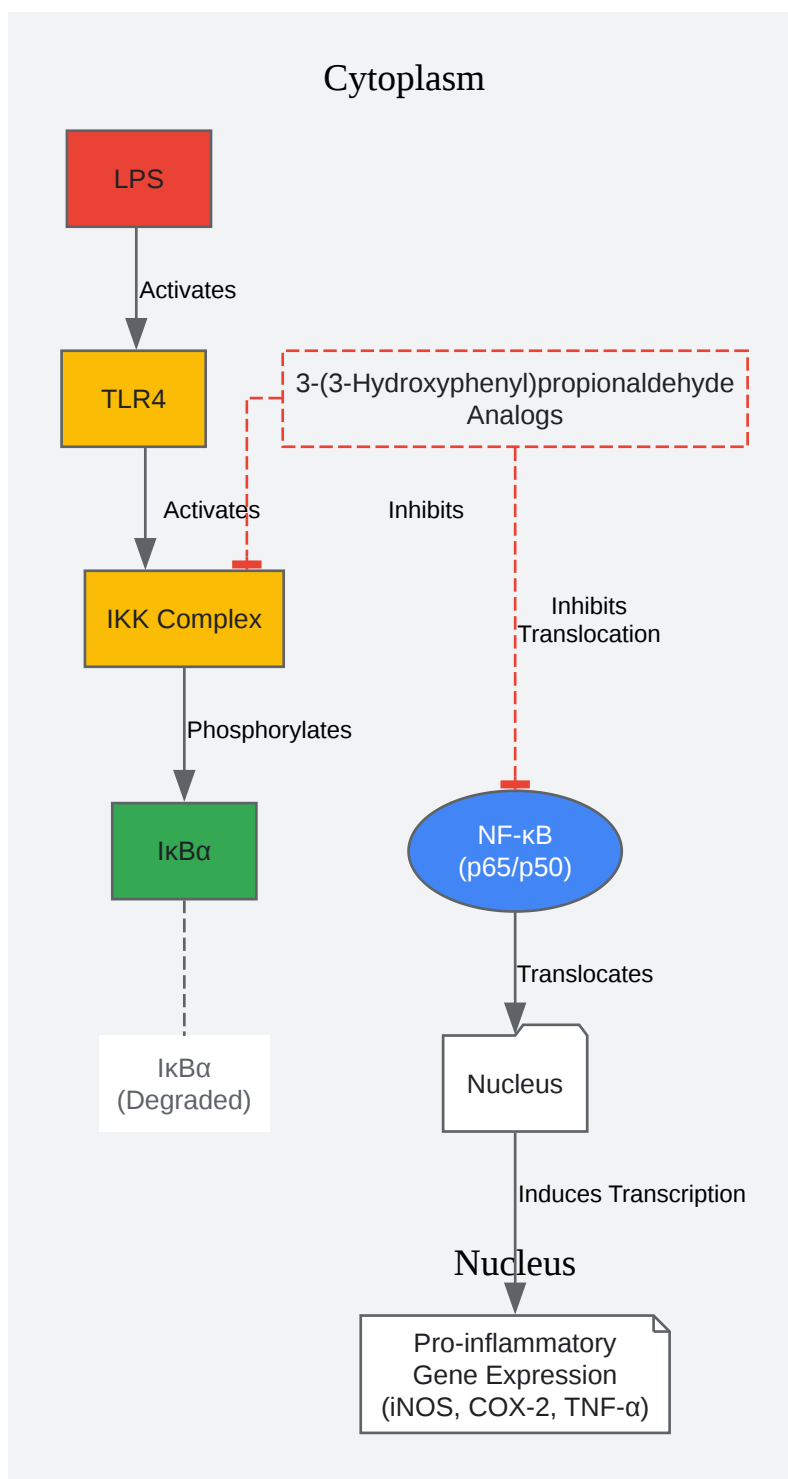 Cytoplasm
LPS
Activates
TLR4
3-(3-Hydroxyphenyl)propionaldehyde
Analogs
Activates
Inhibits
IKK Complex
Inhibits
Translocation
Phosphorylates
IκBα
NF-κB
(p65/p50)
Translocates
IκBα
(Degraded)
Nucleus
Induces Transcription
Nucleus
Pro-inflammatory
Gene Expression
(iNOS, COX-2, TNF-α)